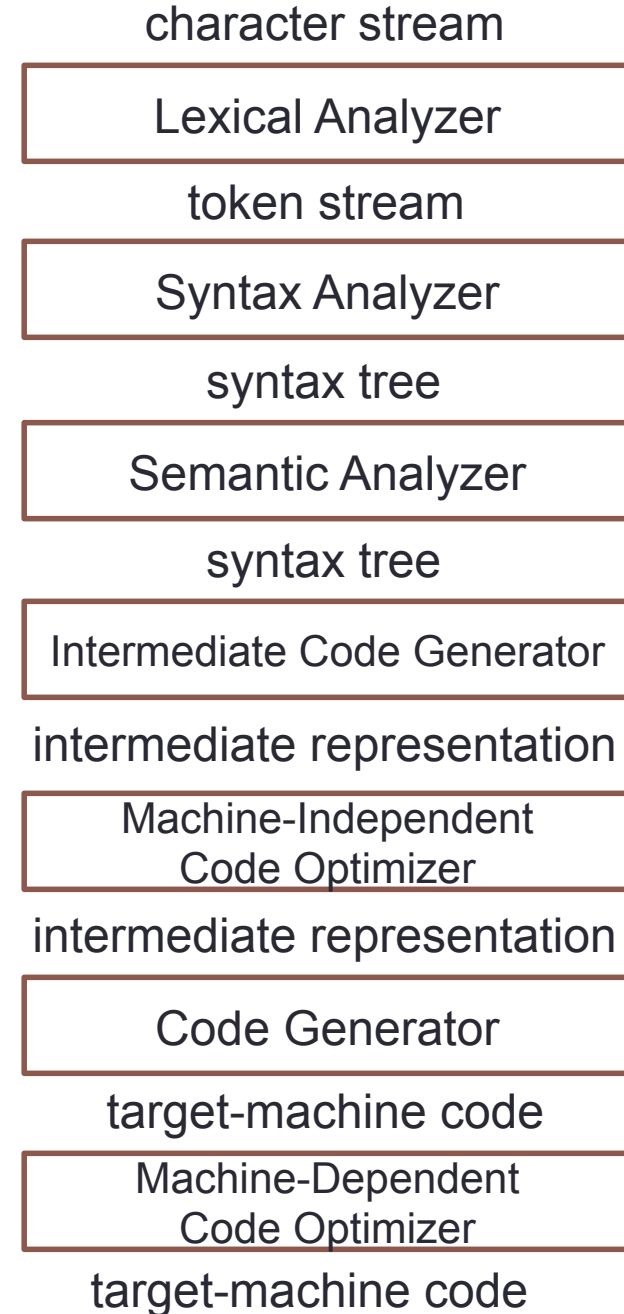 character stream
Lexical Analyzer
token stream
Syntax Analyzer
syntax tree
Semantic Analyzer
syntax tree
Intermediate Code Generator
intermediate representation
Machine-Independent
Code Optimizer
intermediate representation
Code Generator
target-machine code
Machine-Dependent
Code Optimizer
target-machine code